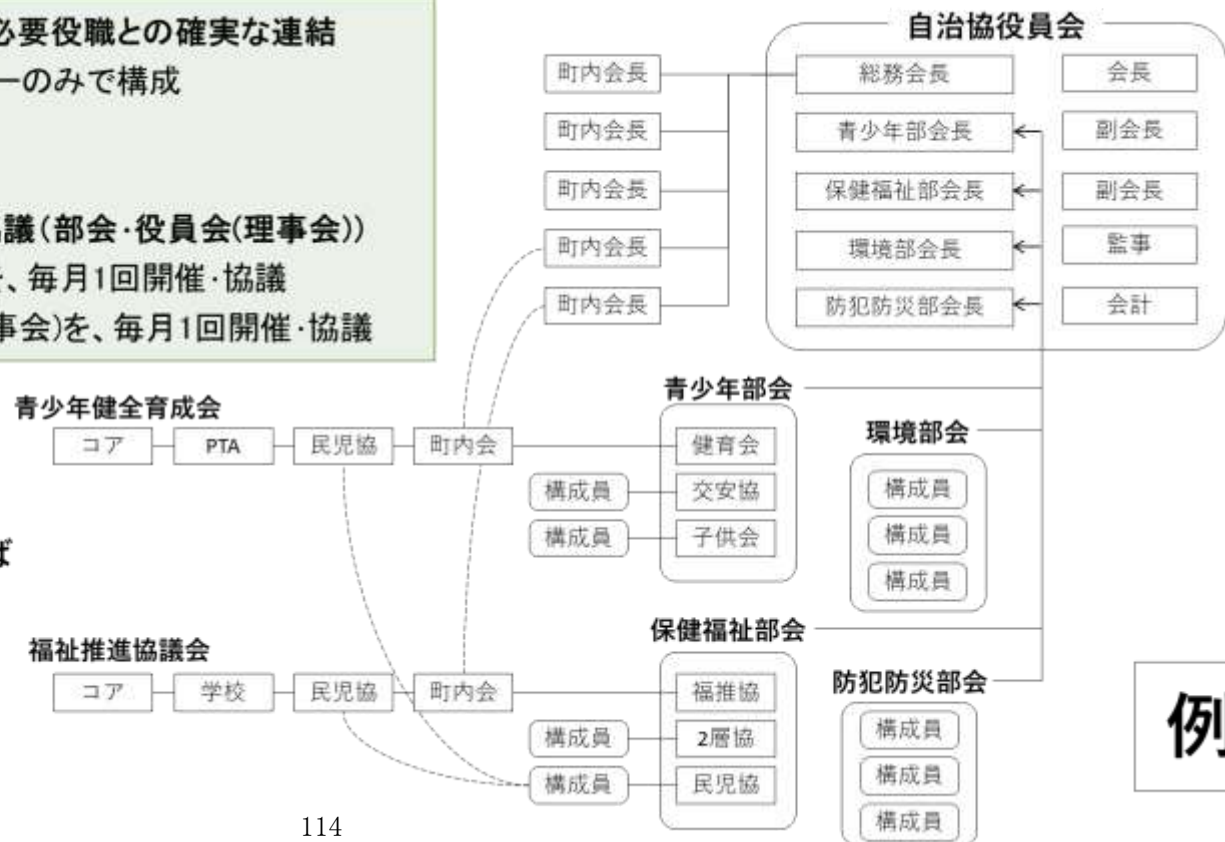 必要役職との確実な連結
ーのみで構成
議(部会・役員会(理事会))
、毎月1回開催・協議
事会)を、毎月1回開催・協議
自治協役員会
町内会長
総務会長
会長
町内会長
青少年部会長
副会長
町内会長
保健福祉部会長
副会長
町内会長
環境部会長
監事
町内会長
防犯防災部会長
会計
青少年健全育成会
コア
PTA
民児協
町内会
青少年部会
健育会
構成員
交安協
構成員
子供会
環境部会
構成員
構成員
構成員
ば
福祉推進協議会
コア
学校
民児協
町内会
保健福祉部会
福推協
構成員
2層協
構成員
民児協
防犯防災部会
構成員
構成員
構成員
例
114